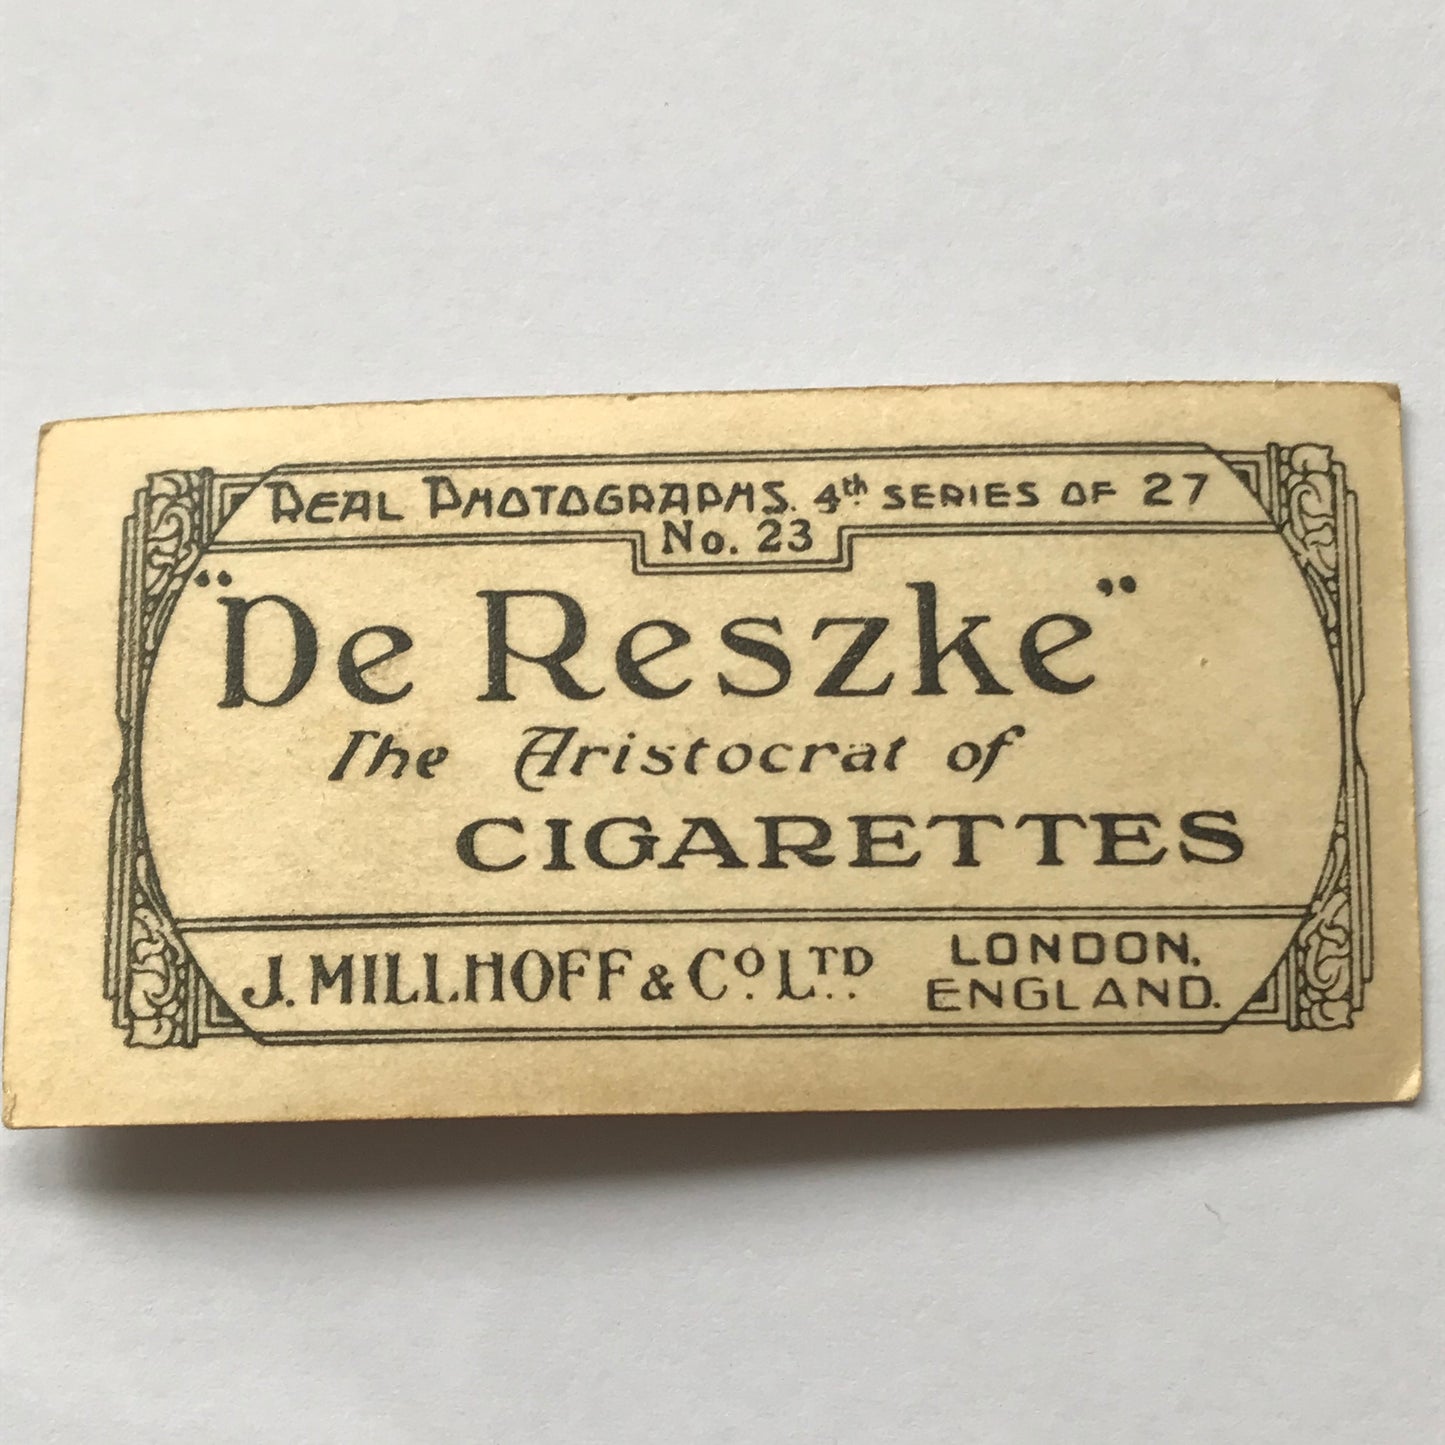 REAL PHOTOGRAPHS. 4th SERIES OF 27
No. 23
"De Reszke"
The Aristocrat of
CIGARETTES
J. MILLHOFF & Co. LTD. LONDON,
ENGLAND.